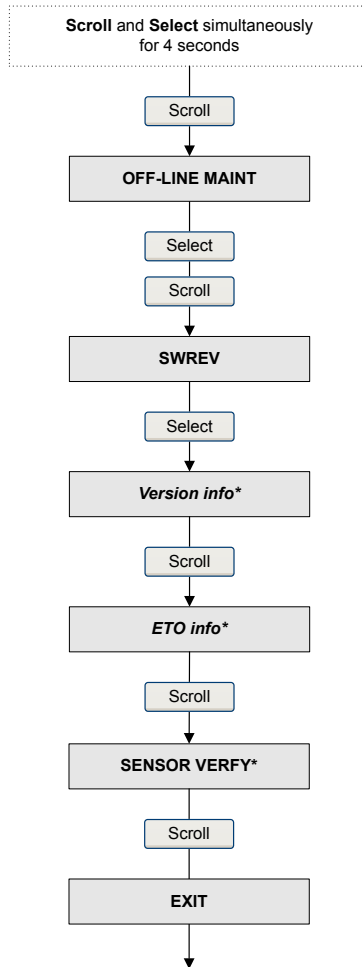 Scroll and Select simultaneously
for 4 seconds
Scroll
OFF-LINE MAINT
Select
Scroll
SWREV
Select
Version info*
Scroll
ETO info*
Scroll
SENSOR VERFY*
Scroll
EXIT